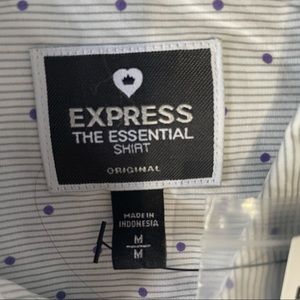 EXPRESS
THE ESSENTIAL
SHIRT
ORIGINAL
MADE IN
INDONESIA
M
M